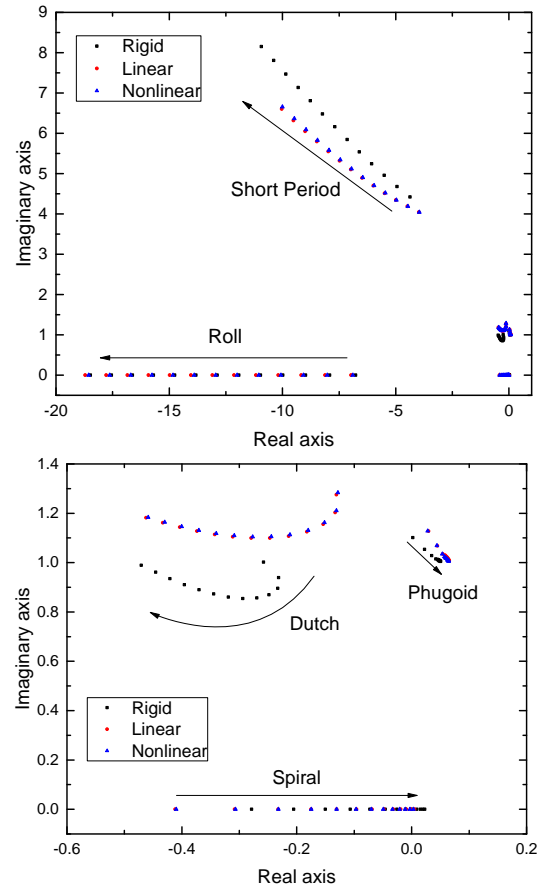 9
8
7
6
5
4
3
2
1
0
Imaginary axis
Rigid
Linear
Nonlinear
Short Period
Roll
-20
-15
-10
-5
0
Real axis
1.4
1.2
1.0
0.8
0.6
0.4
0.2
0.0
Imaginary axis
Phugoid
Dutch
Rigid
Linear
Nonlinear
Spiral
-0.6
-0.4
-0.2
0.0
0.2
Real axis